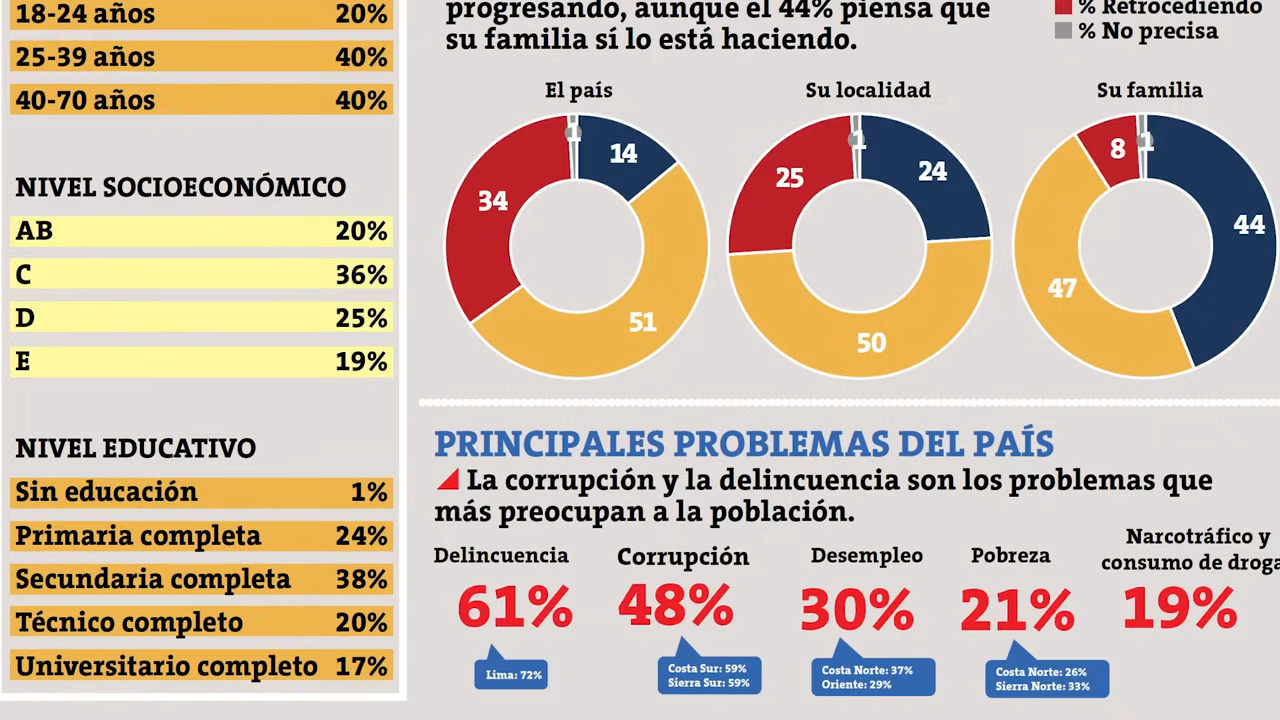 18-24 años 20%
25-39 años 40%
40-70 años 40%
NIVEL SOCIOECONÓMICO
AB 20%
C 36%
D 25%
E 19%
NIVEL EDUCATIVO
Sin educación 1%
Primaria completa 24%
Secundaria completa 38%
Técnico completo 20%
Universitario completo 17%
progresando, aunque el 44% piensa que
su familia sí lo está haciendo.
% Retrocediendo
% No precisa
El país
1
14
34
51
Su localidad
1
24
25
50
Su familia
8
1
44
47
PRINCIPALES PROBLEMAS DEL PAÍS
La corrupción y la delincuencia son los problemas que
más preocupan a la población.
Delincuencia
61%
Lima: 72%
Corrupción
48%
Costa Sur: 59%
Sierra Sur: 59%
Desempleo
30%
Costa Norte: 37%
Oriente: 29%
Pobreza
21%
Costa Norte: 26%
Sierra Norte: 33%
Narcotráfico y
consumo de droga
19%